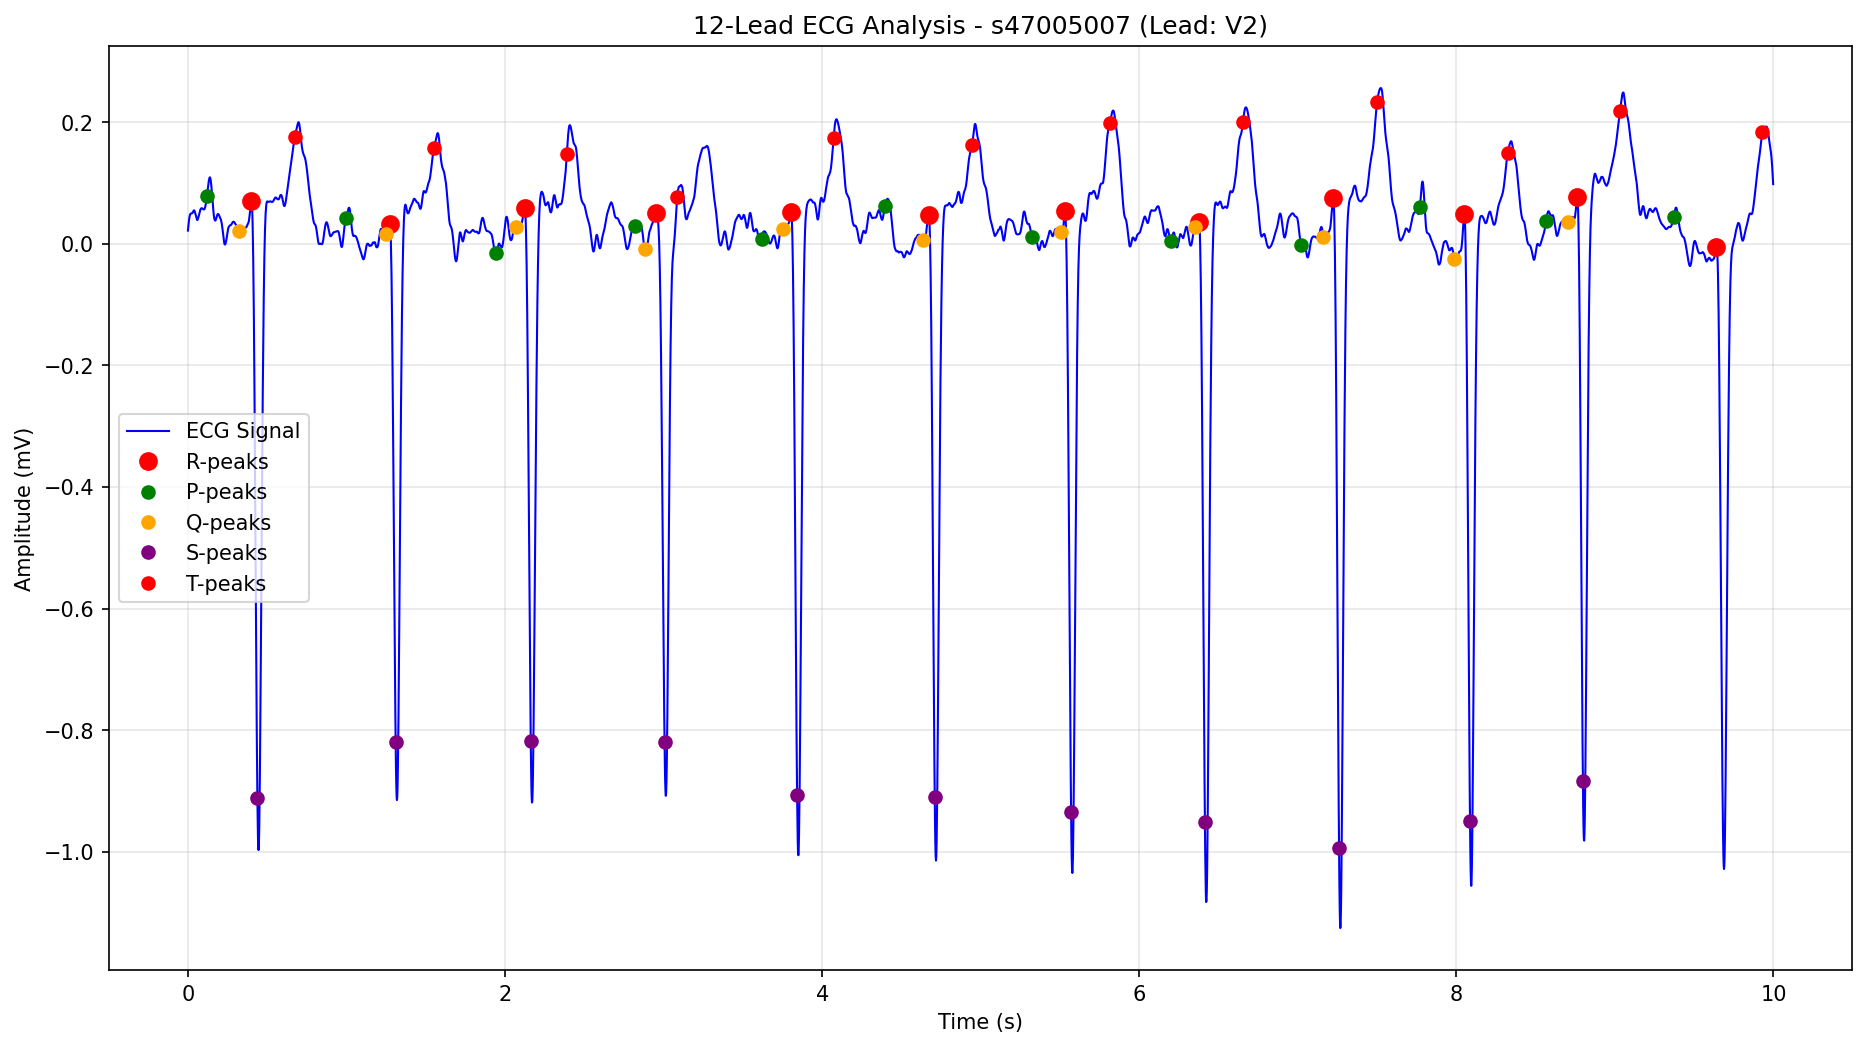 12-Lead ECG Analysis - s47005007 (Lead: V2)
Amplitude (mV)
0.2
0.0
−0.2
−0.4
−0.6
−0.8
−1.0
ECG Signal
R-peaks
P-peaks
Q-peaks
S-peaks
T-peaks
0 2 4 6 8 10
Time (s)